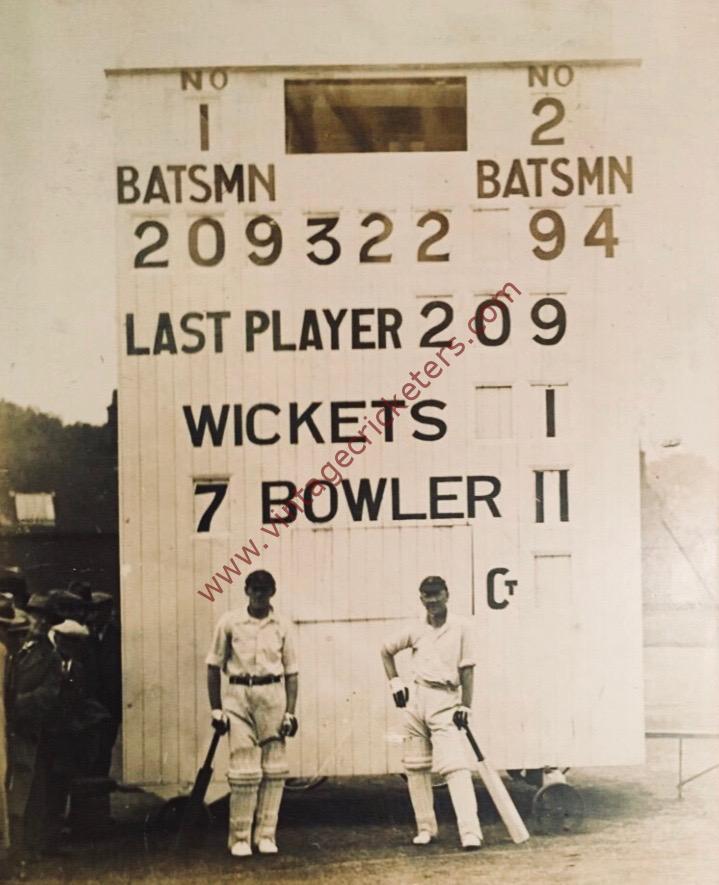 NO NO
1 2
BATSMN BATSMN
209 322 94
LAST PLAYER 209
WICKETS 1
7 BOWLER 11
CT
www.vintagecricketers.com